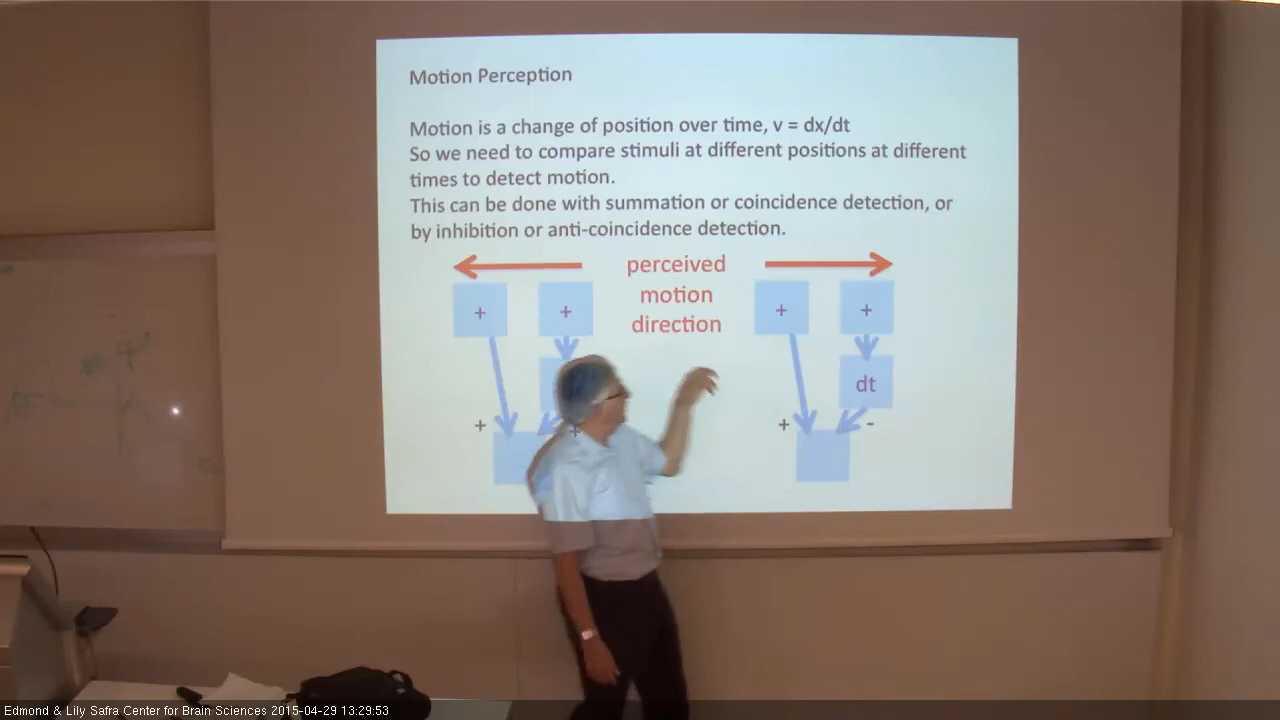 Motion Perception
Motion is a change of position over time, v = dx/dt
So we need to compare stimuli at different positions at different
times to detect motion.
This can be done with summation or coincidence detection, or
by inhibition or anti-coincidence detection.
perceived
motion
direction
+ + + +
dt
+ + + -
Edmond & Lily Safra Center for Brain Sciences 2015-04-29 13:29:53